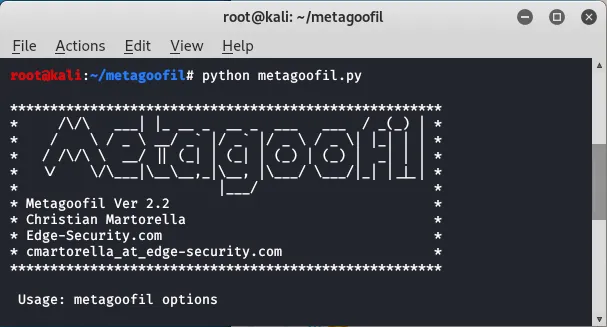 root@kali: ~/metagoofil
File Actions Edit View Help
root@kali:~/metagoofil# python metagoofil.py
******************************************************
Metagoofil
* Metagoofil Ver 2.2 *
* Christian Martorella *
* Edge-Security.com *
* cmartorella_at_edge-security.com *
******************************************************
Usage: metagoofil options